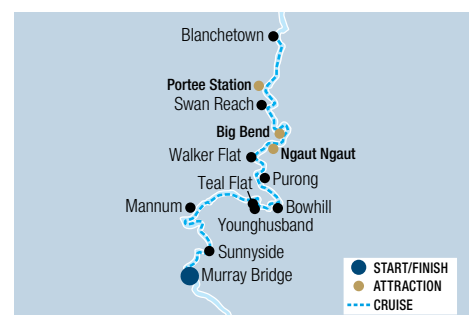 Blanchetown
Portee Station
Swan Reach
Big Bend
Ngaut Ngaut
Walker Flat
Purong
Teal Flat
Mannum
Bowhill
Younghusband
Sunnyside
Murray Bridge
START/FINISH
ATTRACTION
CRUISE